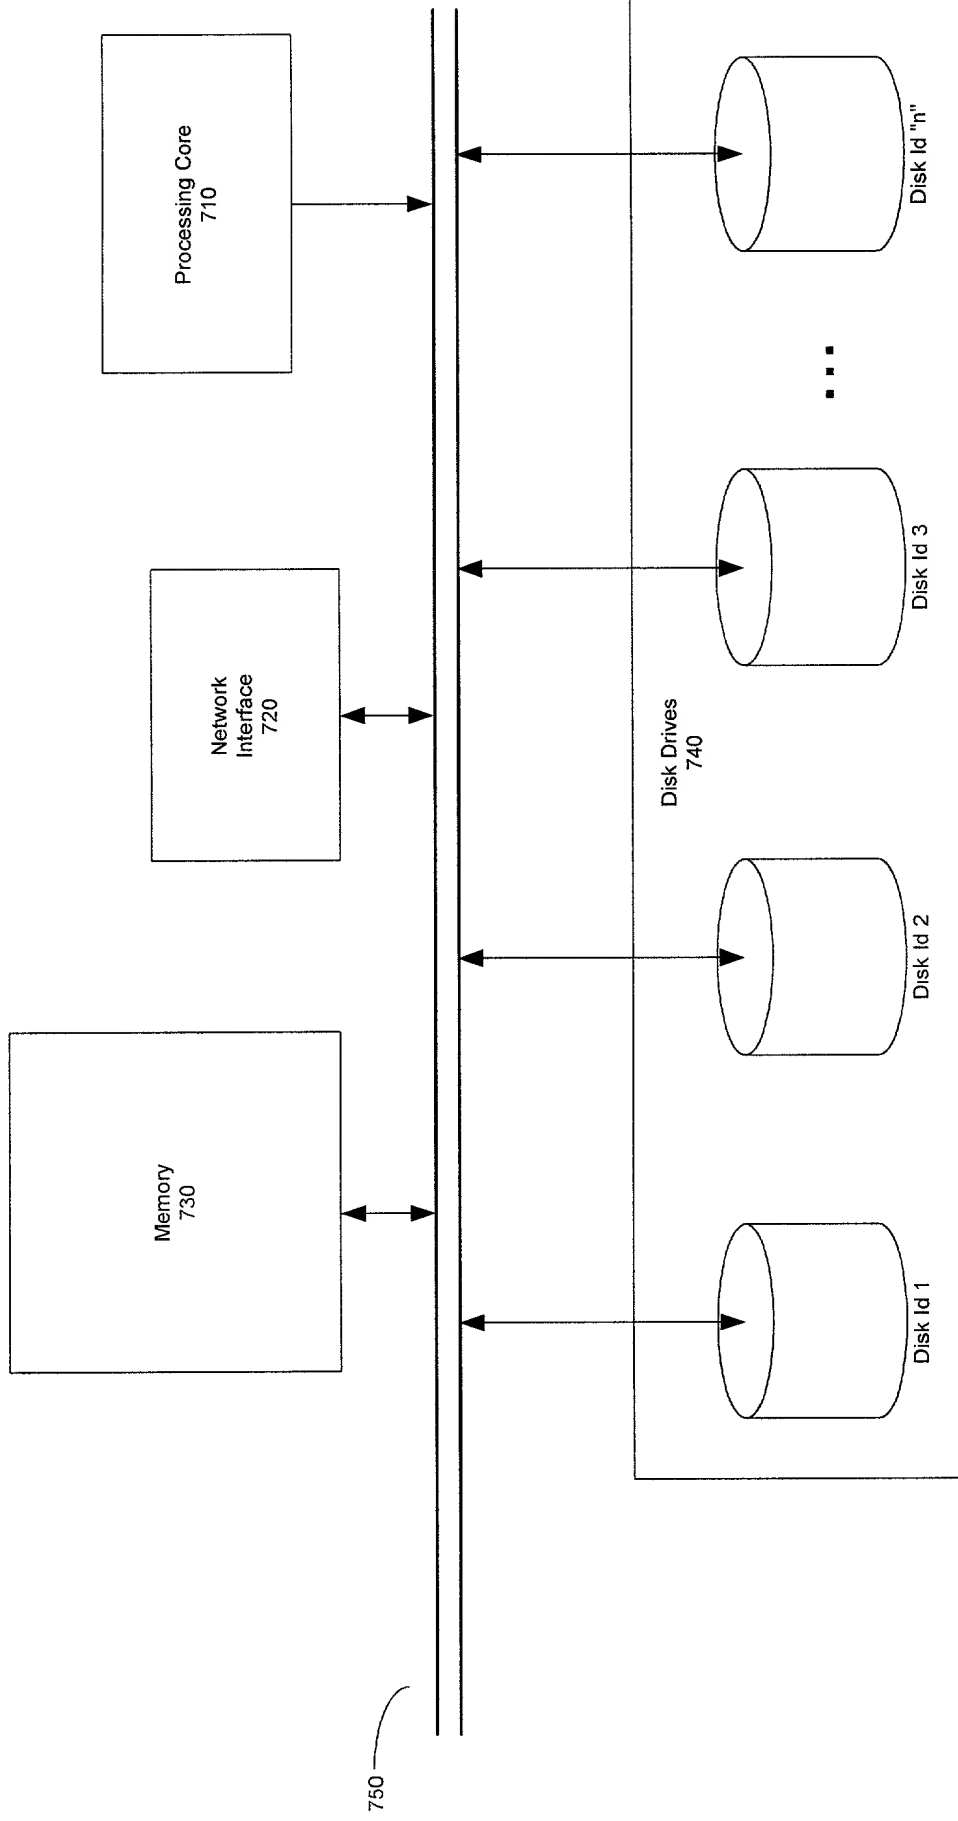 Memory
730
Network
Interface
720
Processing Core
710
750
Disk Drives
740
Disk Id 1
Disk Id 2
Disk Id 3
Disk Id "n"